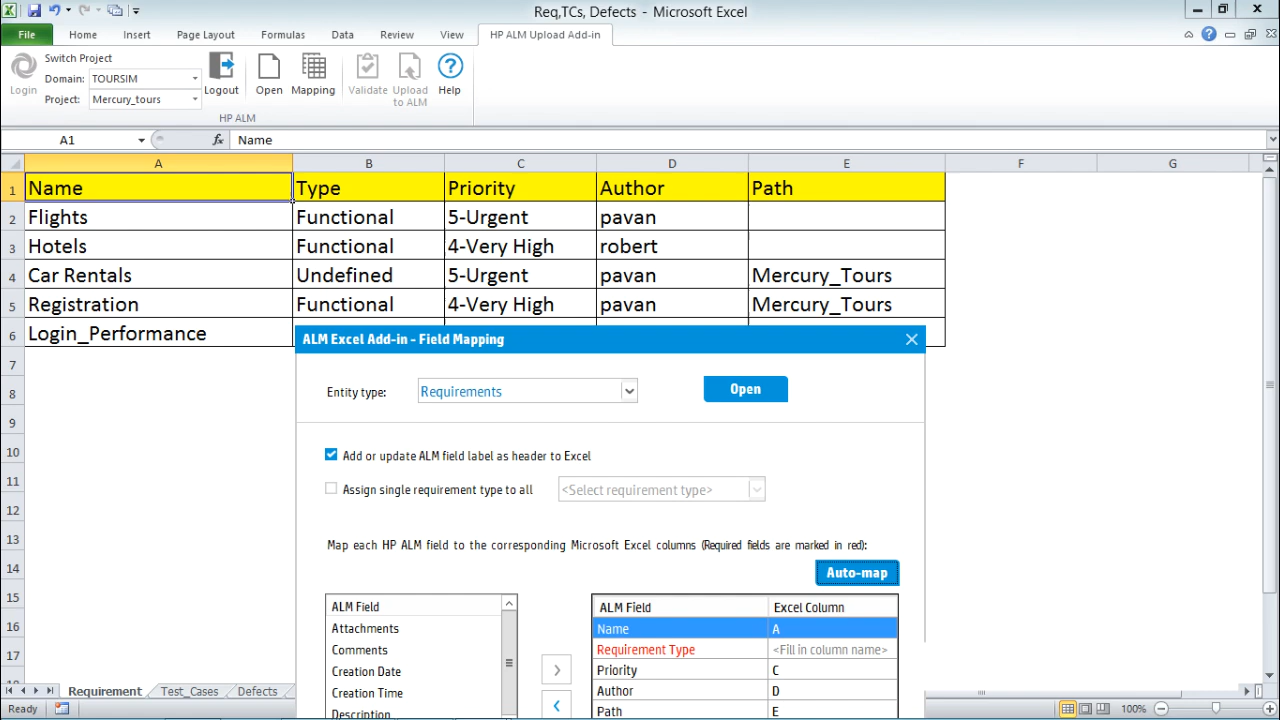 Req,TCs, Defects - Microsoft Excel
File Home Insert Page Layout Formulas Data Review View HP ALM Upload Add-in
Switch Project
Domain: TOURSIM
Project: Mercury_tours
Login Logout Open Mapping Validate Upload to ALM Help
HP ALM
A1 fx Name
A B C D E F G
1 Name Type Priority Author Path
2 Flights Functional 5-Urgent pavan
3 Hotels Functional 4-Very High robert
4 Car Rentals Undefined 5-Urgent pavan Mercury_Tours
5 Registration Functional 4-Very High pavan Mercury_Tours
6 Login_Performance
7
8
9
10
11
12
13
14
15
16
17
ALM Excel Add-in - Field Mapping
Entity type: Requirements Open
Add or update ALM field label as header to Excel
Assign single requirement type to all <Select requirement type>
Map each HP ALM field to the corresponding Microsoft Excel columns (Required fields are marked in red):
Auto-map
ALM Field
Attachments
Comments
Creation Date
Creation Time
Description
ALM Field Excel Column
Name A
Requirement Type <Fill in column name>
Priority C
Author D
Path E
Requirement Test_Cases Defects
Ready 100%